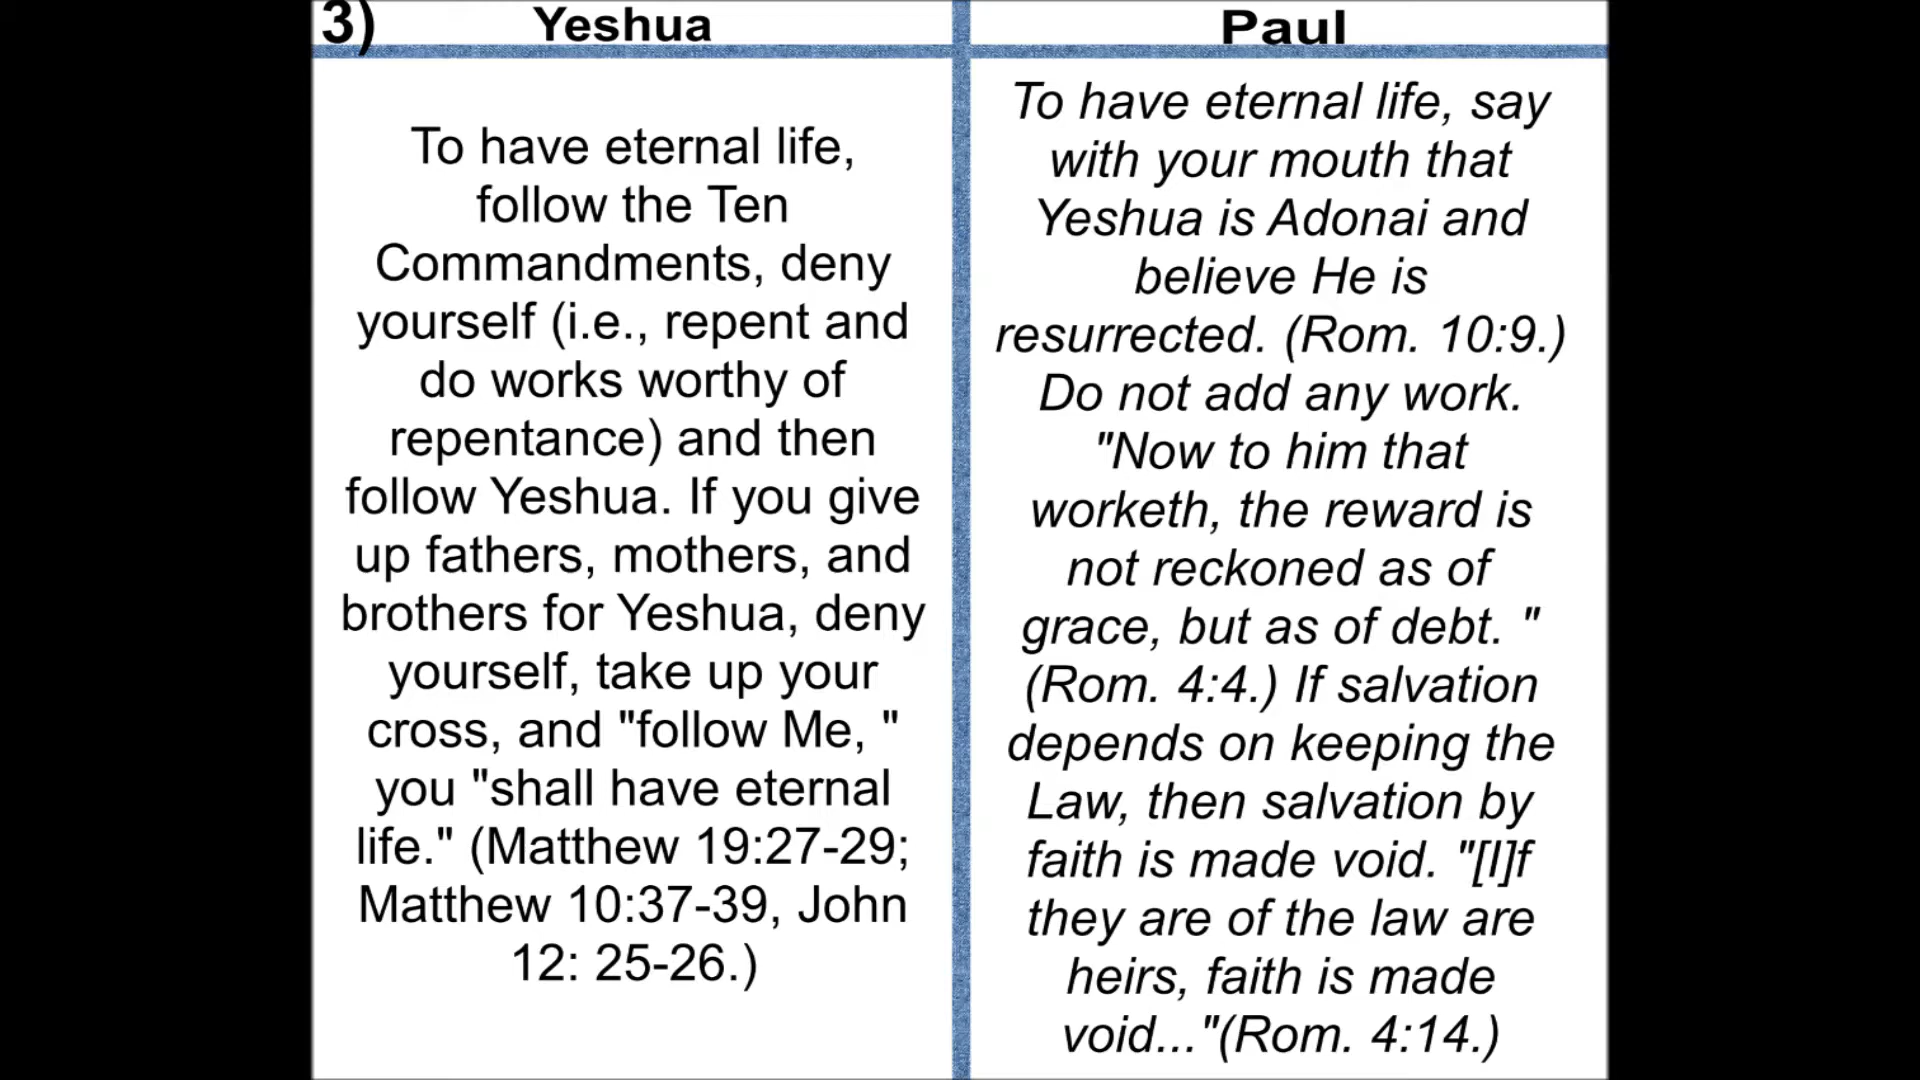 3)
Yeshua
Paul
To have eternal life,
follow the Ten
Commandments, deny
yourself (i.e., repent and
do works worthy of
repentance) and then
follow Yeshua. If you give
up fathers, mothers, and
brothers for Yeshua, deny
yourself, take up your
cross, and "follow Me, "
you "shall have eternal
life." (Matthew 19:27-29;
Matthew 10:37-39, John
12: 25-26.)
To have eternal life, say
with your mouth that
Yeshua is Adonai and
believe He is
resurrected. (Rom. 10:9.)
Do not add any work.
"Now to him that
worketh, the reward is
not reckoned as of
grace, but as of debt. "
(Rom. 4:4.) If salvation
depends on keeping the
Law, then salvation by
faith is made void. "[I]f
they are of the law are
heirs, faith is made
void..."(Rom. 4:14.)